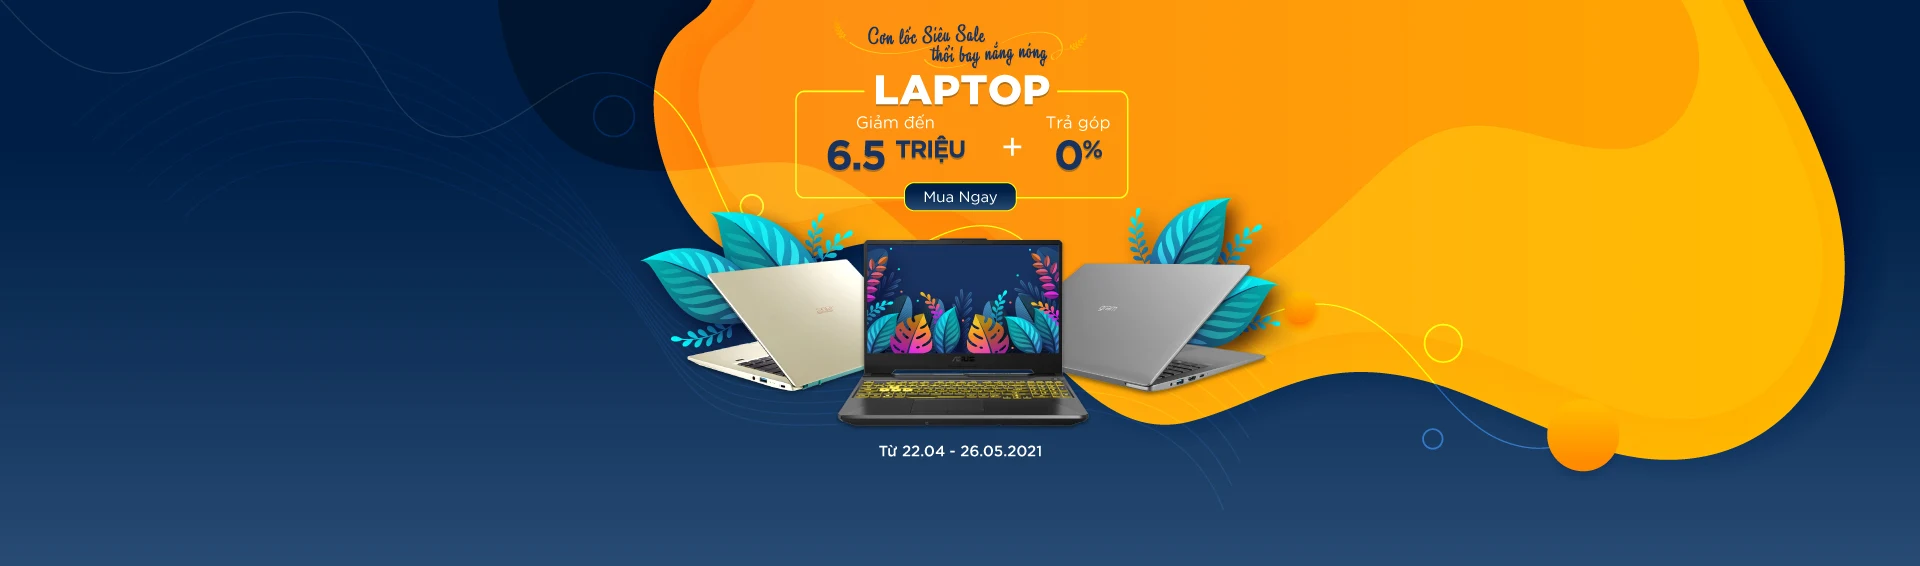 Cơn lốc Siêu Sale
thổi bay nắng nóng
LAPTOP
Giảm đến
6.5 TRIỆU
+
Trả góp
0%
Mua Ngay
ASUS
Từ 22.04 - 26.05.2021